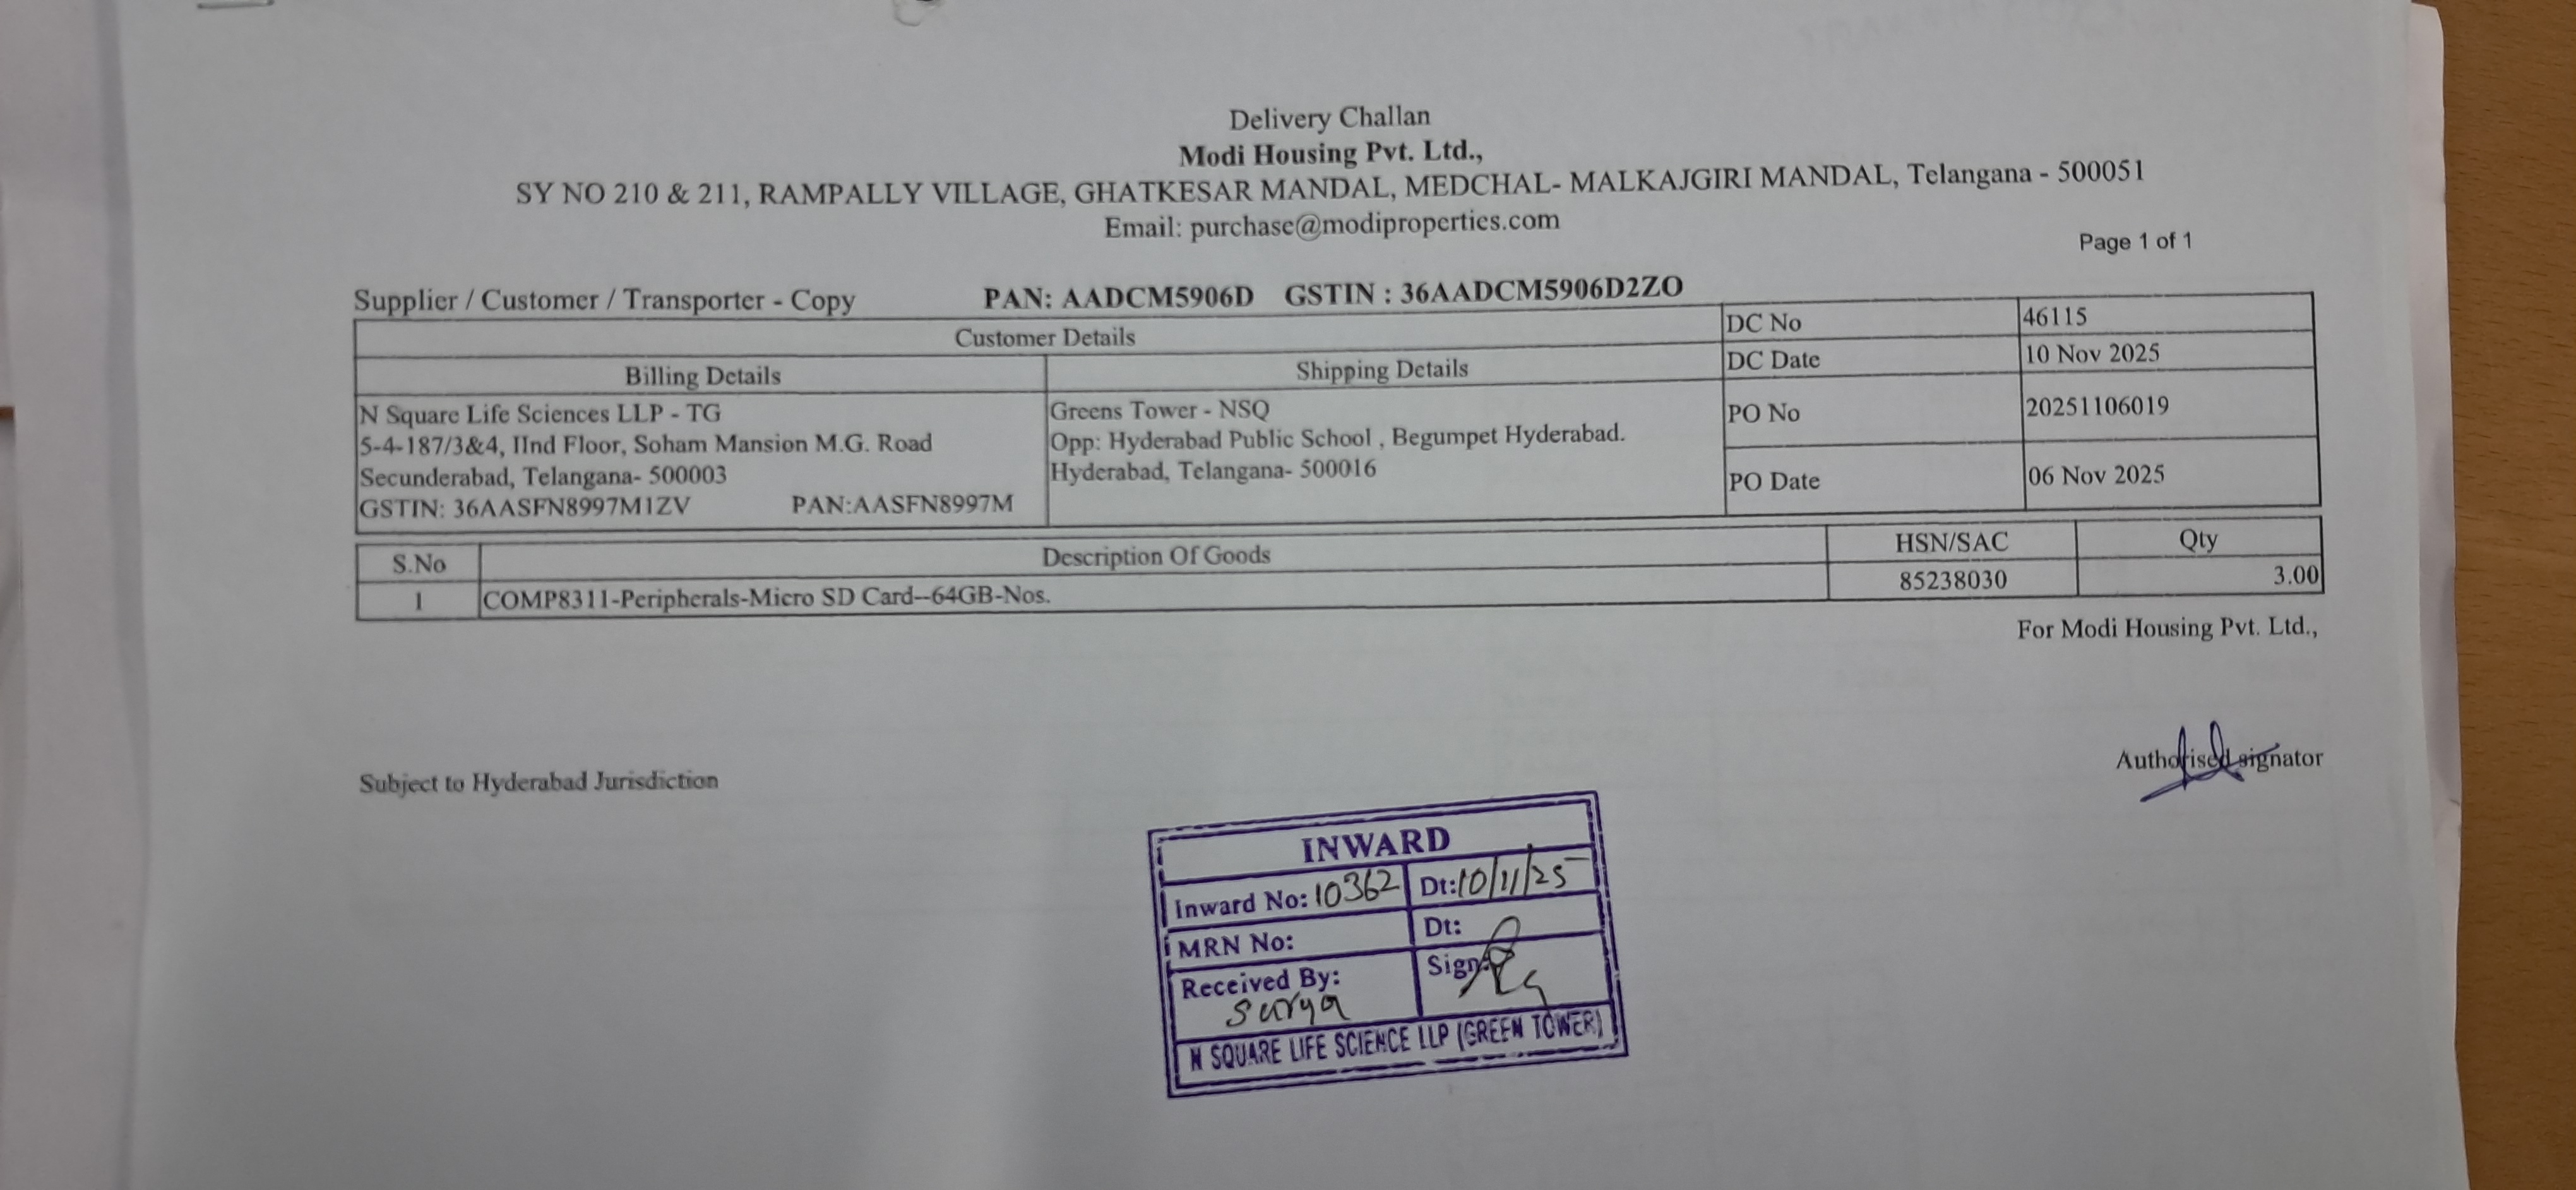 Delivery Challan
Modi Housing Pvt. Ltd.,
SY NO 210 & 211, RAMPALLY VILLAGE, GHATKESAR MANDAL, MEDCHAL- MALKAJGIRI MANDAL, Telangana - 500051
Email: purchase@modiproperties.com
Page 1 of 1
Supplier / Customer / Transporter - Copy PAN: AADCM5906D GSTIN : 36AADCM5906D2ZO
Customer Details
DC No 46115
Billing Details Shipping Details
DC Date 10 Nov 2025
N Square Life Sciences LLP - TG
5-4-187/3&4, IInd Floor, Soham Mansion M.G. Road
Secunderabad, Telangana- 500003
GSTIN: 36AASFN8997M1ZV PAN:AASFN8997M
Greens Tower - NSQ
Opp: Hyderabad Public School , Begumpet Hyderabad.
Hyderabad, Telangana- 500016
PO No 20251106019
PO Date 06 Nov 2025
S.No Description Of Goods HSN/SAC Qty
1 COMP8311-Peripherals-Micro SD Card--64GB-Nos. 85238030 3.00
For Modi Housing Pvt. Ltd.,
Authorised signator
Subject to Hyderabad Jurisdiction
INWARD
Inward No: 10362 Dt: 10/11/25
MRN No: Dt:
Received By: Sign:
surya
N SQUARE LIFE SCIENCE LLP (GREEN TOWER)